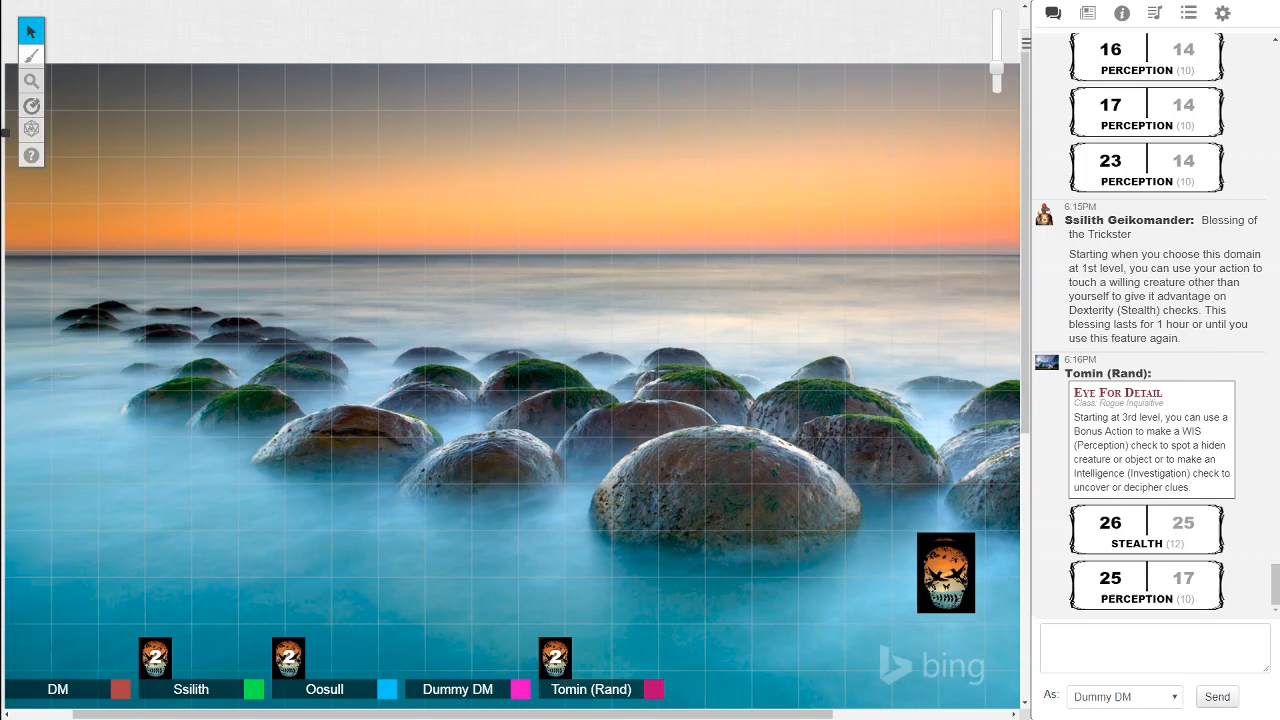 16 14
PERCEPTION (10)
17 14
PERCEPTION (10)
23 14
PERCEPTION (10)
6:15PM
Ssilith Geikomander: Blessing of
the Trickster
Starting when you choose this domain
at 1st level, you can use your action to
touch a willing creature other than
yourself to give it advantage on
Dexterity (Stealth) checks. This
blessing lasts for 1 hour or until you
use this feature again.
6:16PM
Tomin (Rand):
EYE FOR DETAIL
Class: Rogue Inquisitive
Starting at 3rd level, you can use a
Bonus Action to make a WIS
(Perception) check to spot a hiden
creature or object or to make an
Intelligence (Investigation) check to
uncover or decipher clues.
26 25
STEALTH (12)
25 17
PERCEPTION (10)
As: Dummy DM Send
bing
2 2 2
DM Ssilith Oosull Dummy DM Tomin (Rand)